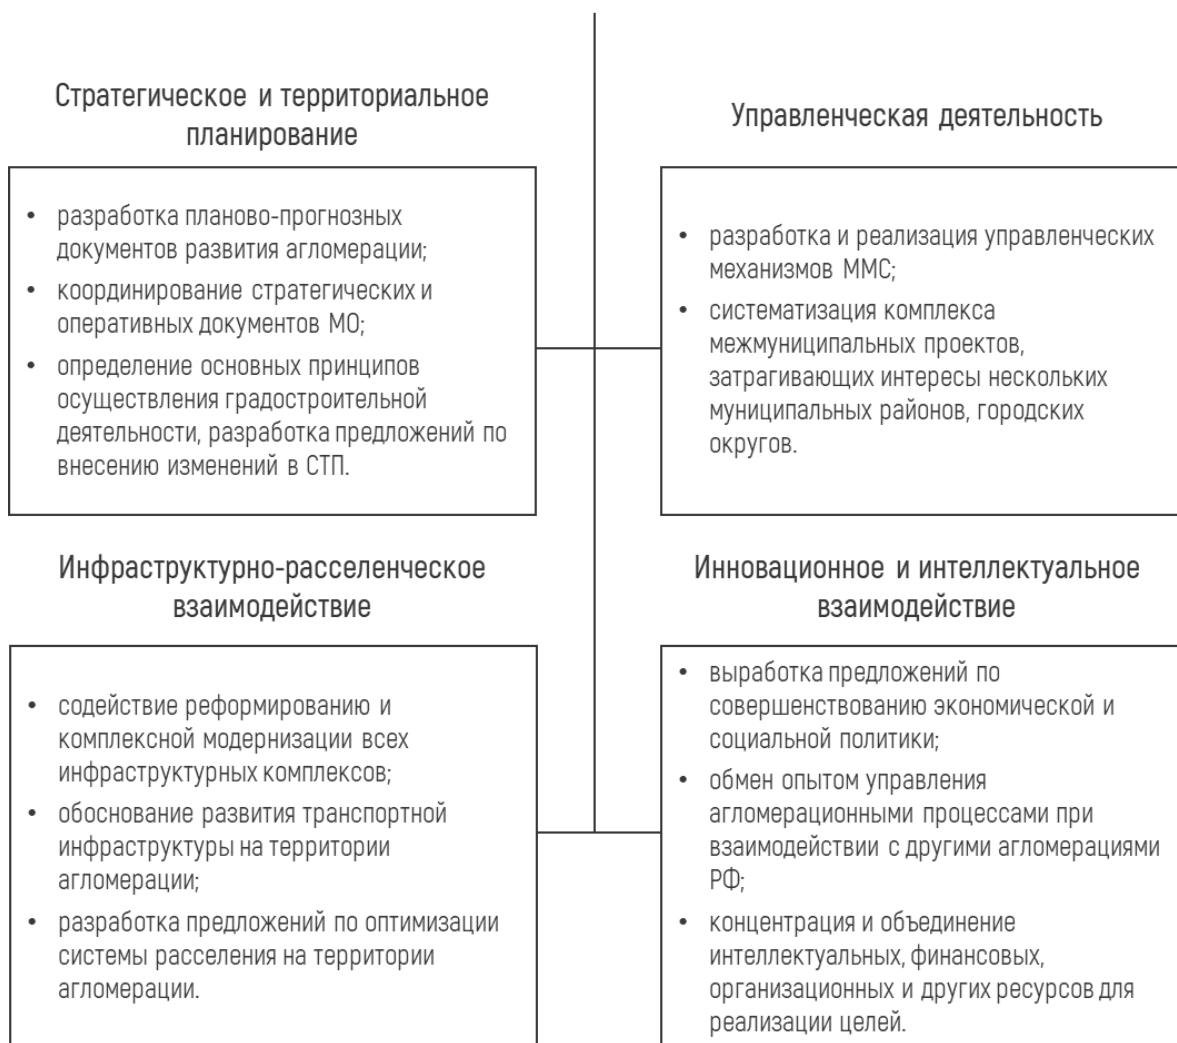 Стратегическое и территориальное
планирование
• разработка планово-прогнозных
документов развития агломерации;
• координирование стратегических и
оперативных документов МО;
• определение основных принципов
осуществления градостроительной
деятельности, разработка предложений по
внесению изменений в СТП.
Управленческая деятельность
• разработка и реализация управленческих
механизмов ММС;
• систематизация комплекса
межмуниципальных проектов,
затрагивающих интересы нескольких
муниципальных районов, городских
округов.
Инфраструктурно-расселенческое
взаимодействие
• содействие реформированию и
комплексной модернизации всех
инфраструктурных комплексов;
• обоснование развития транспортной
инфраструктуры на территории
агломерации;
• разработка предложений по оптимизации
системы расселения на территории
агломерации.
Инновационное и интеллектуальное
взаимодействие
• выработка предложений по
совершенствованию экономической и
социальной политики;
• обмен опытом управления
агломерационными процессами при
взаимодействии с другими агломерациями
РФ;
• концентрация и объединение
интеллектуальных, финансовых,
организационных и других ресурсов для
реализации целей.